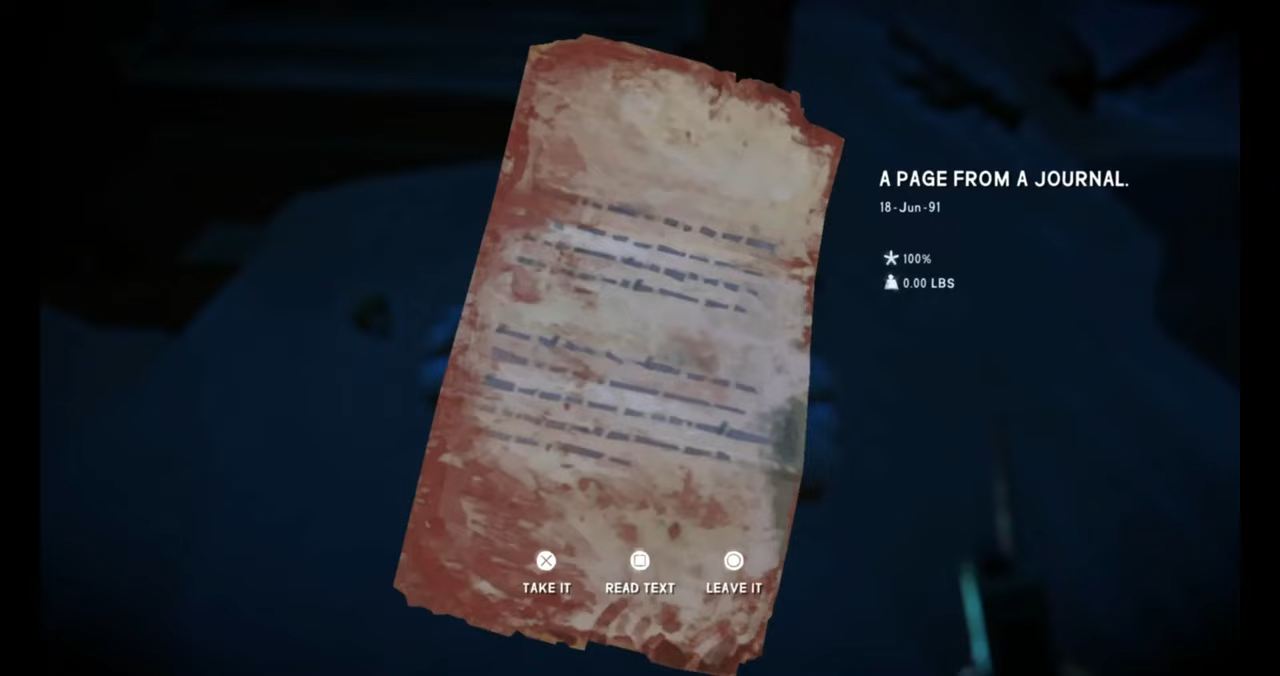 A PAGE FROM A JOURNAL.
18-Jun-91
100%
0.00 LBS
TAKE IT READ TEXT LEAVE IT